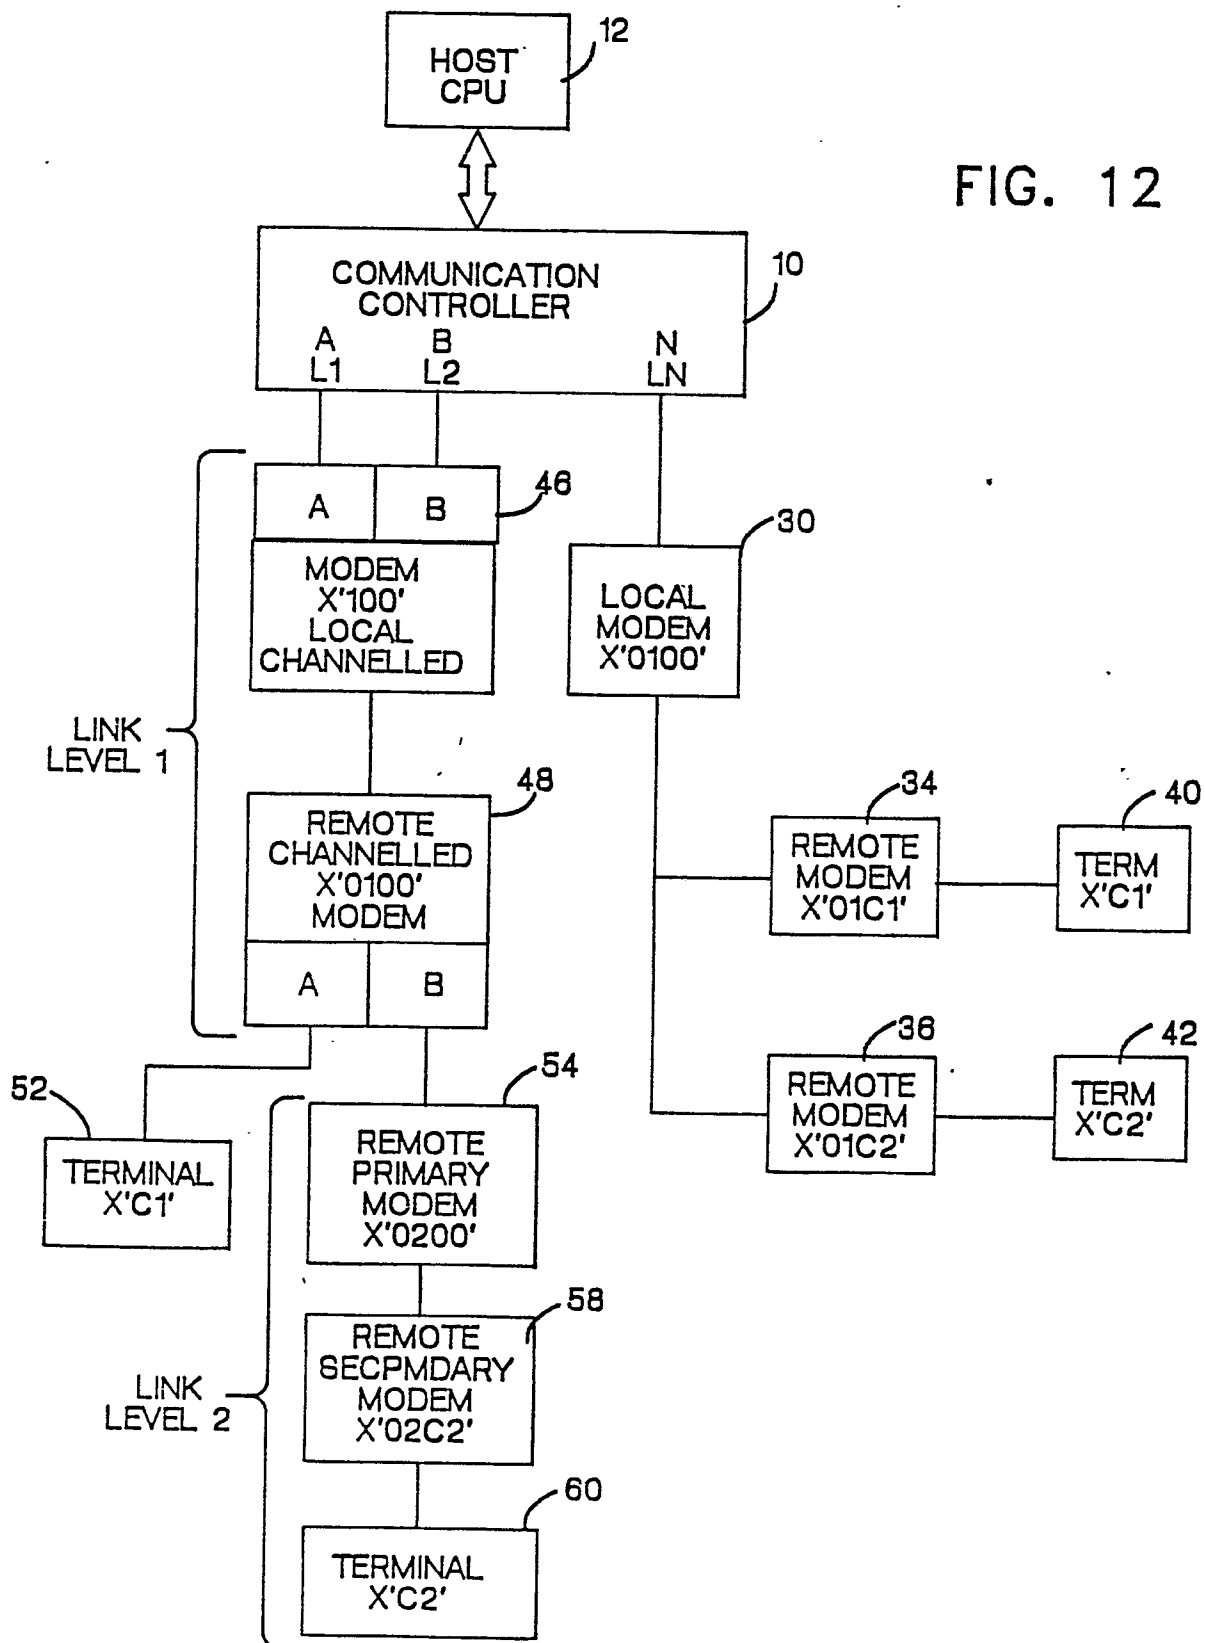 12
HOST
CPU
FIG. 12
10
COMMUNICATION
CONTROLLER
A B N
L1 L2 LN
46
A B
30
MODEM
X'100'
LOCAL
CHANNELLED
LOCAL
MODEM
X'0100'
LINK
LEVEL 1
48
REMOTE
CHANNELLED
X'0100'
MODEM
A B
34
REMOTE
MODEM
X'01C1'
40
TERM
X'C1'
36
REMOTE
MODEM
X'01C2'
42
TERM
X'C2'
52
TERMINAL
X'C1'
54
REMOTE
PRIMARY
MODEM
X'0200'
58
REMOTE
SECPMDARY
MODEM
X'02C2'
LINK
LEVEL 2
60
TERMINAL
X'C2'